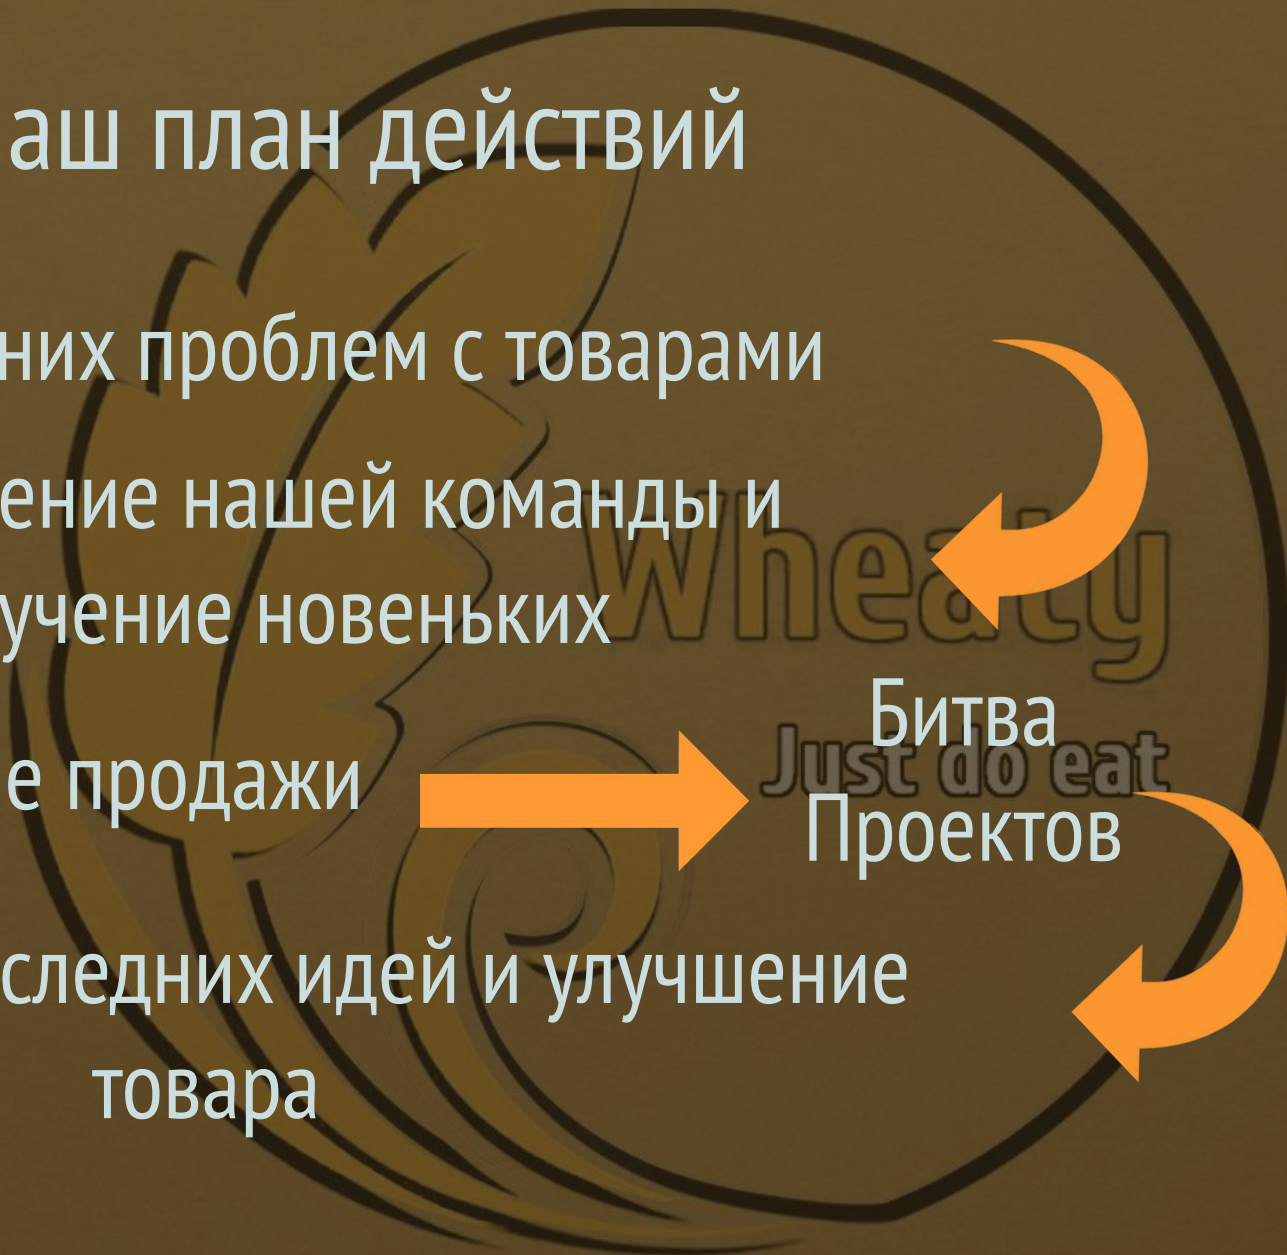 аш план действий
них проблем с товарами
ение нашей команды и
учение новеньких
Wheaty
Битва
Just do eat
е продажи
Проектов
следних идей и улучшение
товара